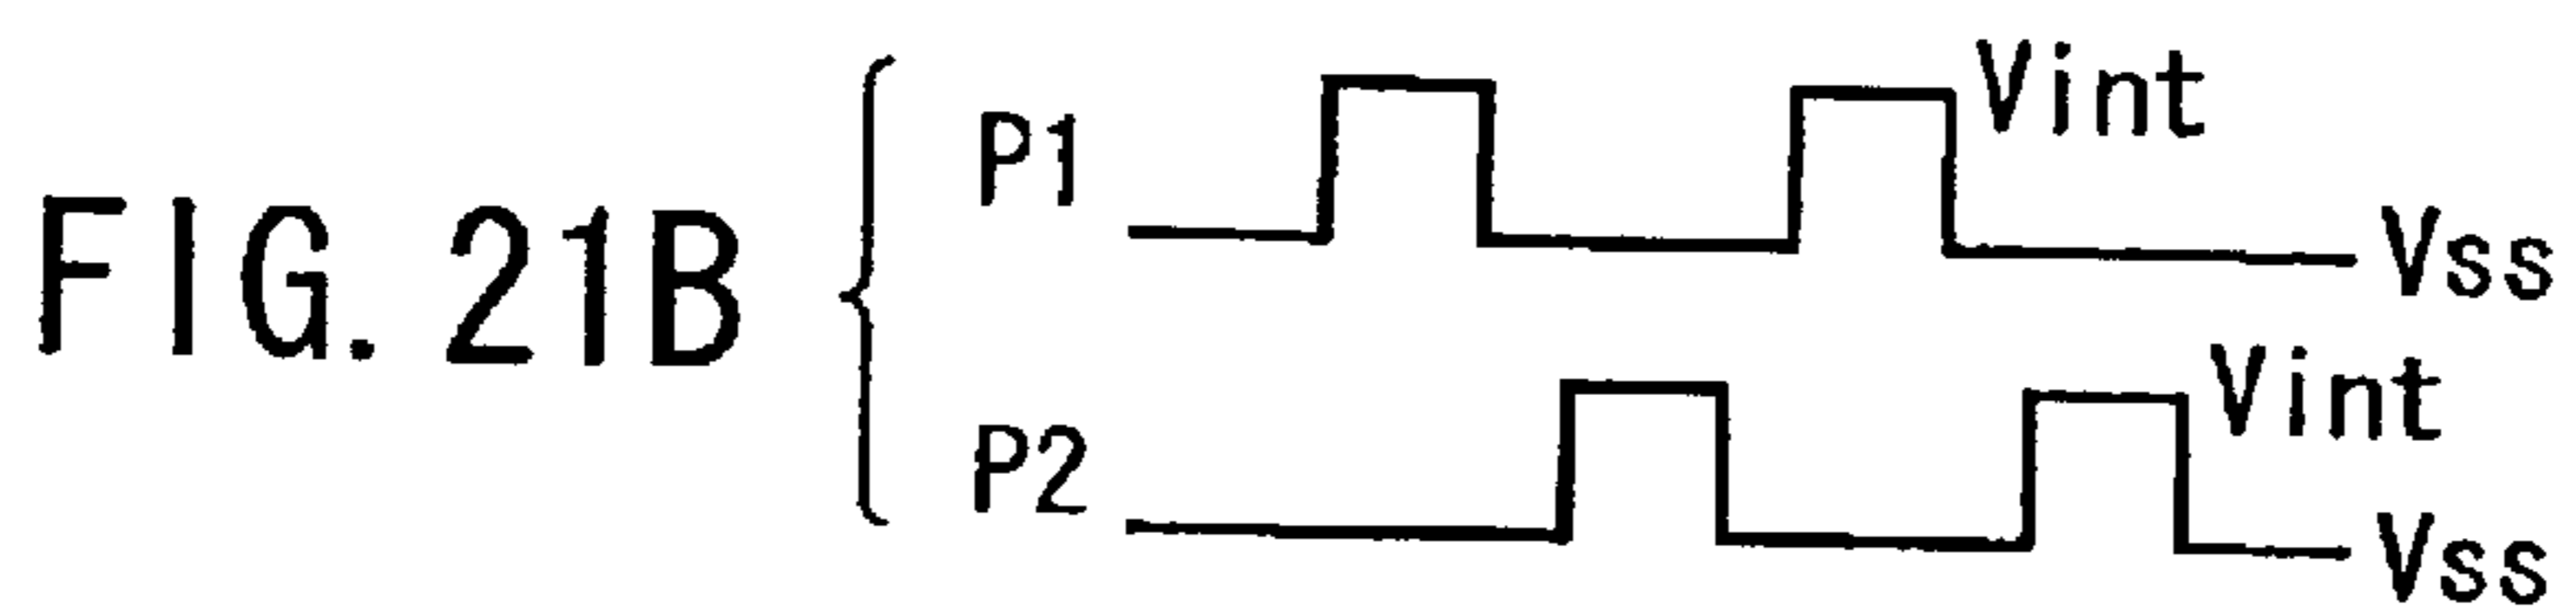 FIG. 21B
P1
Vint
Vss
P2
Vint
Vss